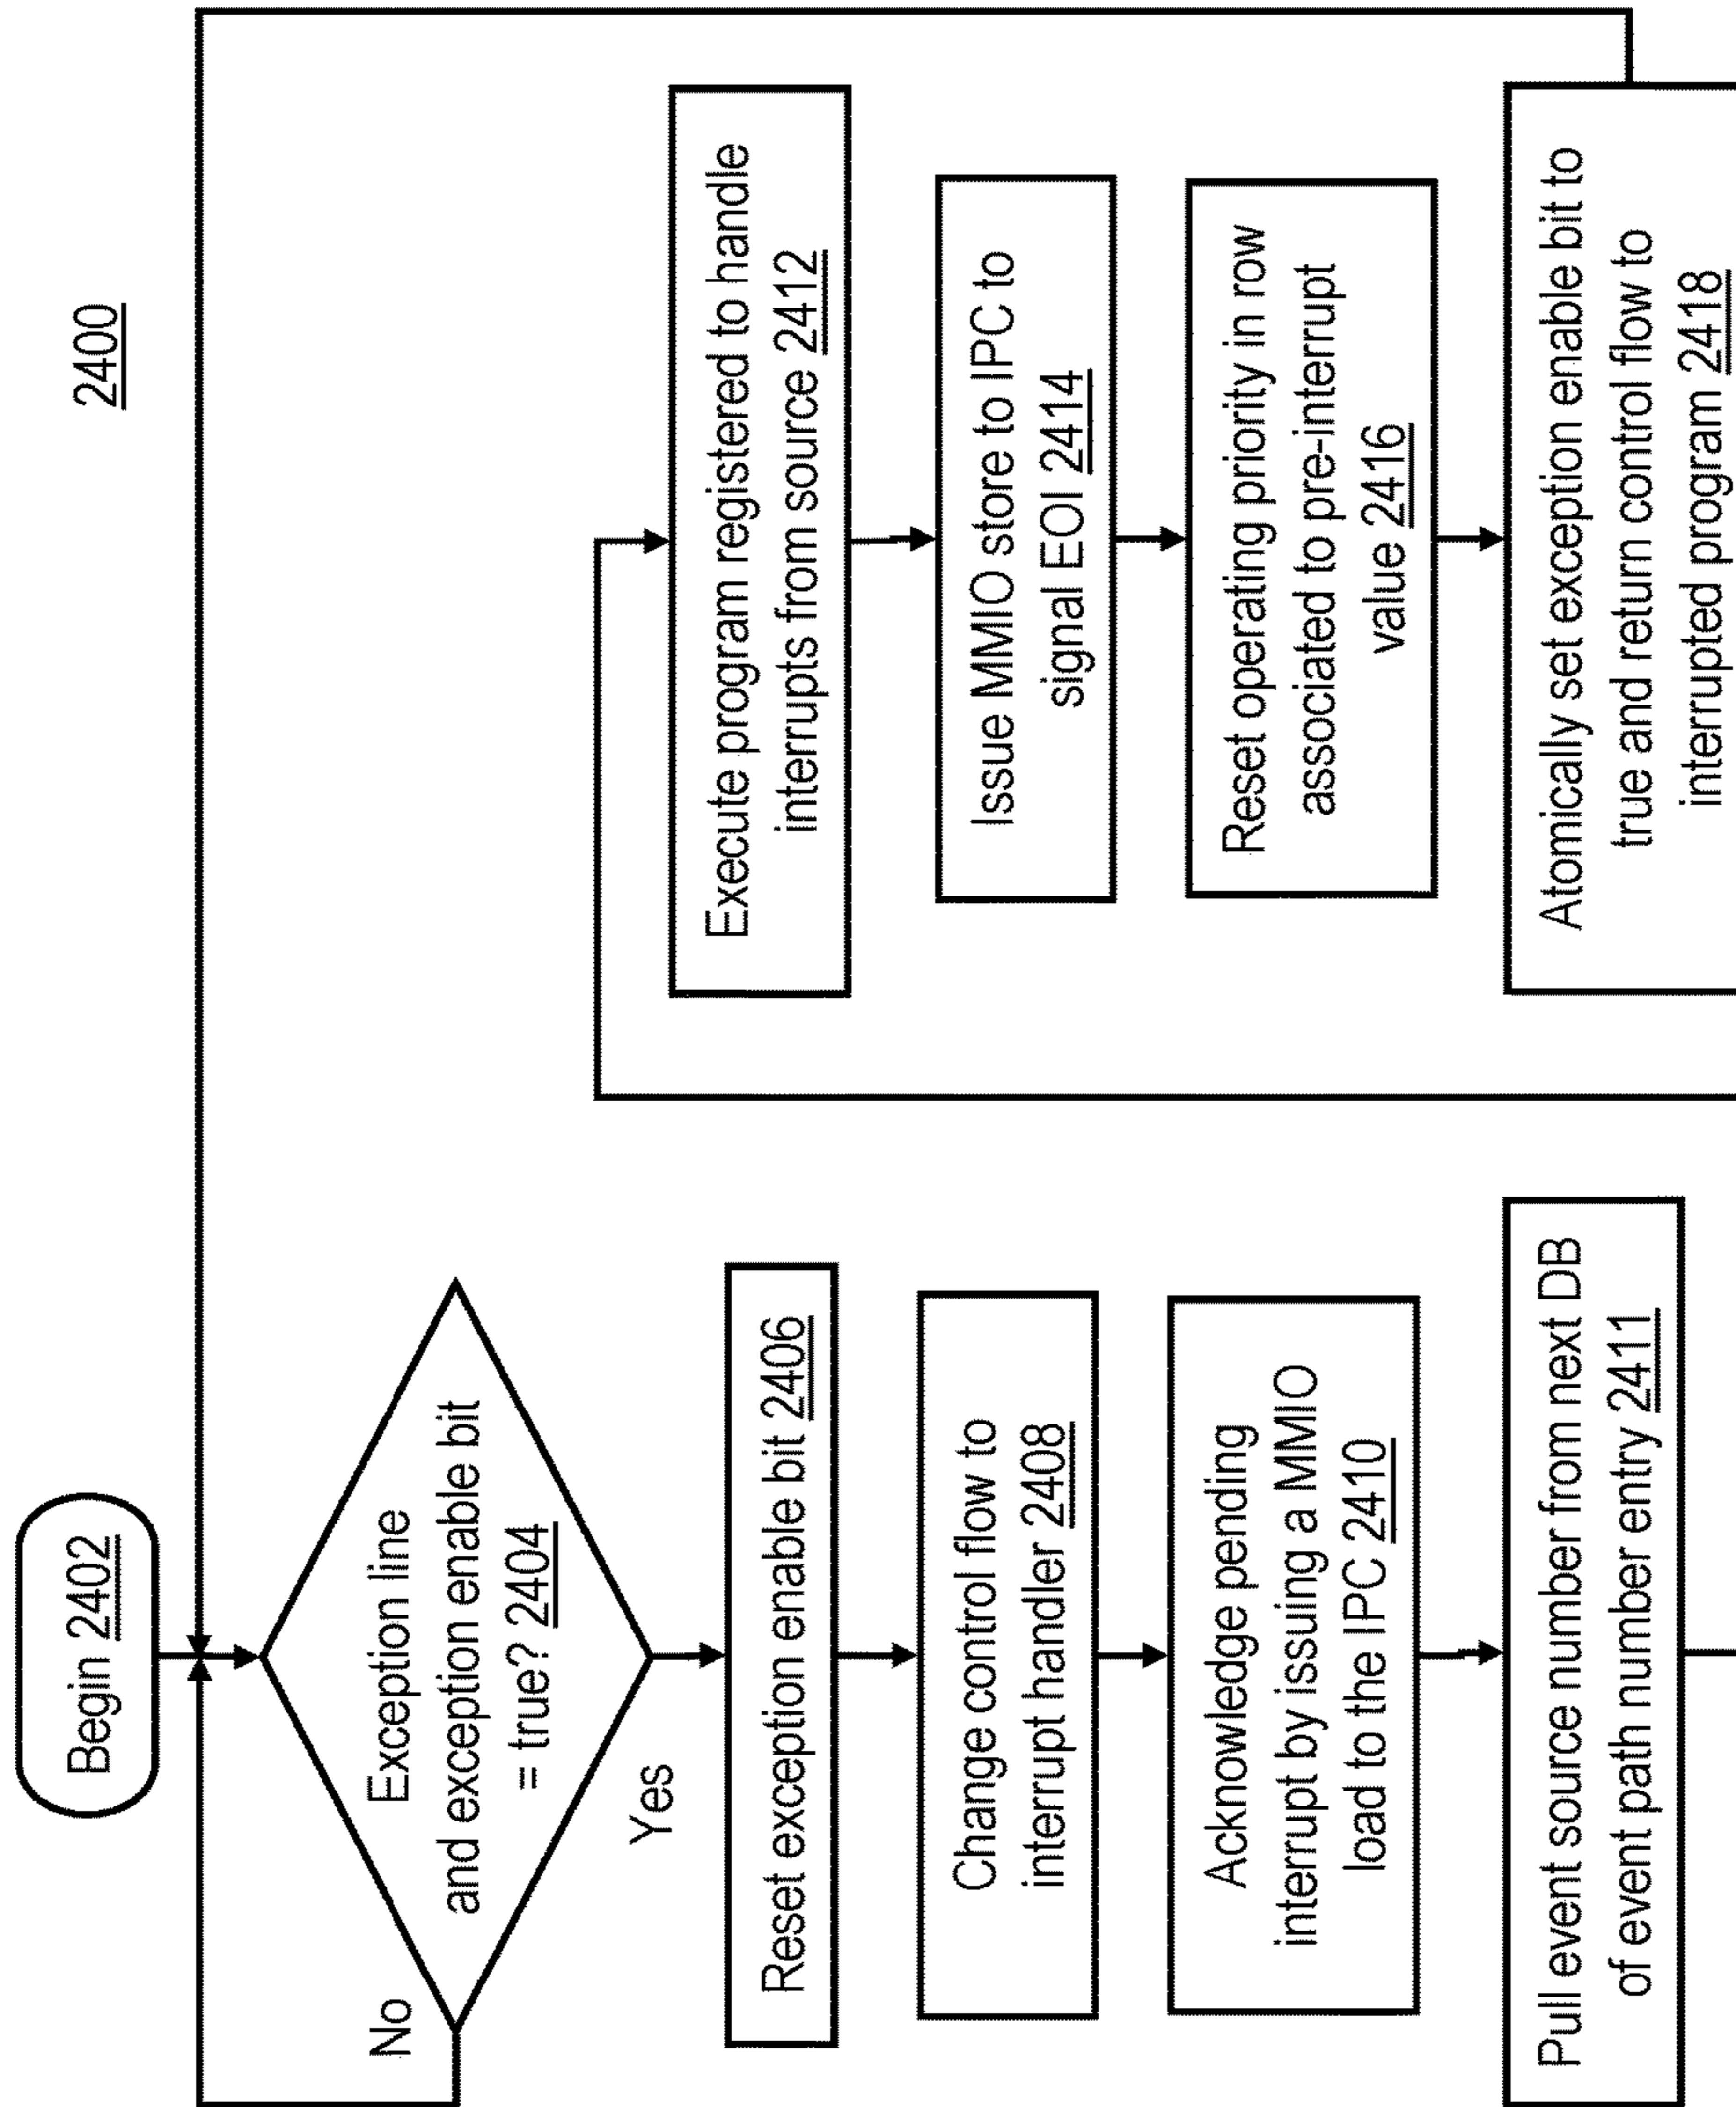 2400
Begin 2402
Exception line
and exception enable bit
= true? 2404
No
Yes
Reset exception enable bit 2406
Change control flow to
interrupt handler 2408
Acknowledge pending
interrupt by issuing a MMIO
load to the IPC 2410
Pull event source number from next DB
of event path number entry 2411
Execute program registered to handle
interrupts from source 2412
Issue MMIO store to IPC to
signal EOI 2414
Reset operating priority in row
associated to pre-interrupt
value 2416
Atomically set exception enable bit to
true and return control flow to
interrupted program 2418